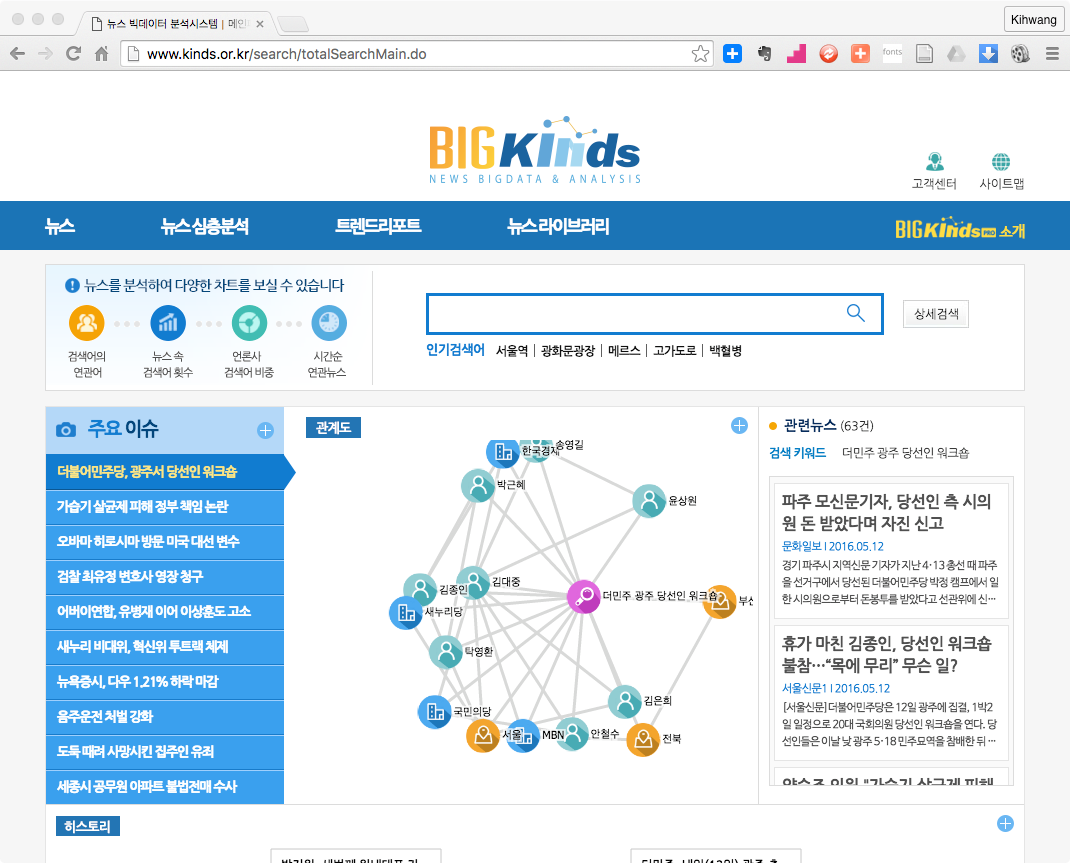 뉴스 빅데이터 분석시스템 | 메인
Kihwang
www.kinds.or.kr/search/totalSearchMain.do
fonts
BIGKinds
NEWS BIGDATA & ANALYSIS
고객센터
사이트맵
뉴스
뉴스 심층분석
트렌드리포트
뉴스 라이브러리
BIGKinds PRO 소개
뉴스를 분석하여 다양한 차트를 보실 수 있습니다
검색어의
연관어
뉴스 속
검색어 횟수
언론사
검색어 비중
시간순
연관뉴스
상세검색
인기검색어 서울역 | 광화문광장 | 메르스 | 고가도로 | 백혈병
주요 이슈
더불어민주당, 광주서 당선인 워크숍
가습기 살균제 피해 정부 책임 논란
오바마 히로시마 방문 미국 대선 변수
검찰 최유정 변호사 영장 청구
어버이연합, 유병재 이어 이상훈도 고소
새누리 비대위, 혁신위 투트랙 체제
뉴욕증시, 다우 1.21% 하락 마감
음주운전 처벌 강화
도둑 때려 사망시킨 집주인 유죄
세종시 공무원 아파트 불법전매 수사
관계도
송영길
한국경제
박근혜
윤상원
김대중
김종인
더민주 광주 당선인 워크숍
부산
새누리당
탁영환
김은희
국민의당
서울
MBN
안철수
전북
관련뉴스 (63건)
검색 키워드 더민주 광주 당선인 워크숍
파주 모신문기자, 당선인 측 시의
원 돈 받았다며 자진 신고
문화일보 | 2016.05.12
경기 파주시 지역신문 기자가 지난 4·13 총선 때 파주
을 선거구에서 당선된 더불어민주당 박정 캠프에서 일
한 시의원으로부터 돈봉투를 받았다고 선관위에 신…
휴가 마친 김종인, 당선인 워크숍
불참…“목에 무리” 무슨 일?
서울신문1 | 2016.05.12
[서울신문] 더불어민주당은 12일 광주에 집결, 1박2
일 일정으로 20대 국회의원 당선인 워크숍을 연다. 당
선인들은 이날 낮 광주 5·18 민주묘역을 참배한 뒤 …
히스토리